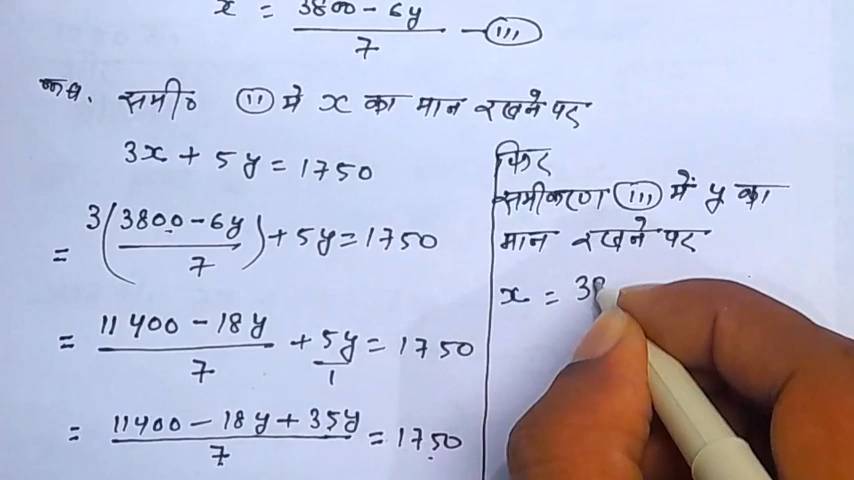 x = 3800 - 6y / 7 — (iii)
अब. समी० (ii) में x का मान रखने पर
3x + 5y = 1750
= 3(3800 - 6y / 7) + 5y = 1750
= 11400 - 18y / 7 + 5y / 1 = 1750
= 11400 - 18y + 35y / 7 = 1750
फिर
समीकरण (iii) में y का
मान रखने पर
x = 38